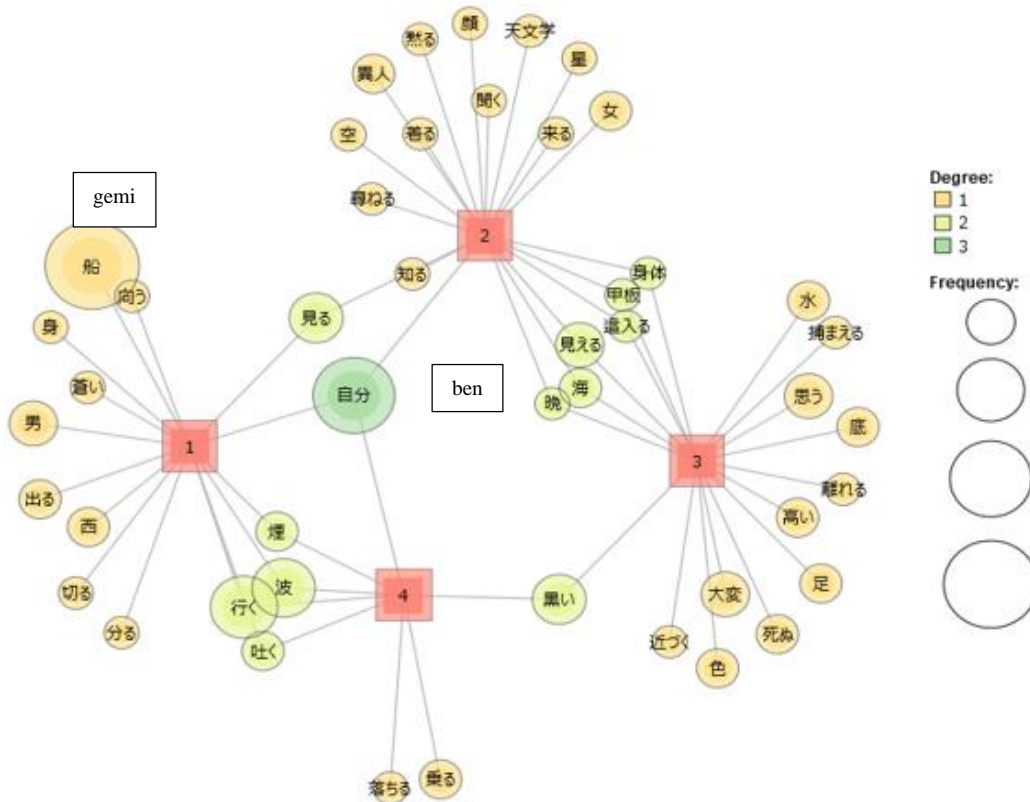 顔
天文学
黙る
星
異人
聞く
女
空
着る
来る
尋ねる
gemi
2
船
知る
身体
向う
甲板
見る
這入る
水
身
見える
捕まえる
蒼い
自分
ben
海
思う
晩
男
底
1
3
出る
離れる
西
高い
煙
切る
波
4
黒い
大変
足
行く
分る
吐く
近づく
死ぬ
色
落ちる
乗る
Degree:
1
2
3
Frequency: